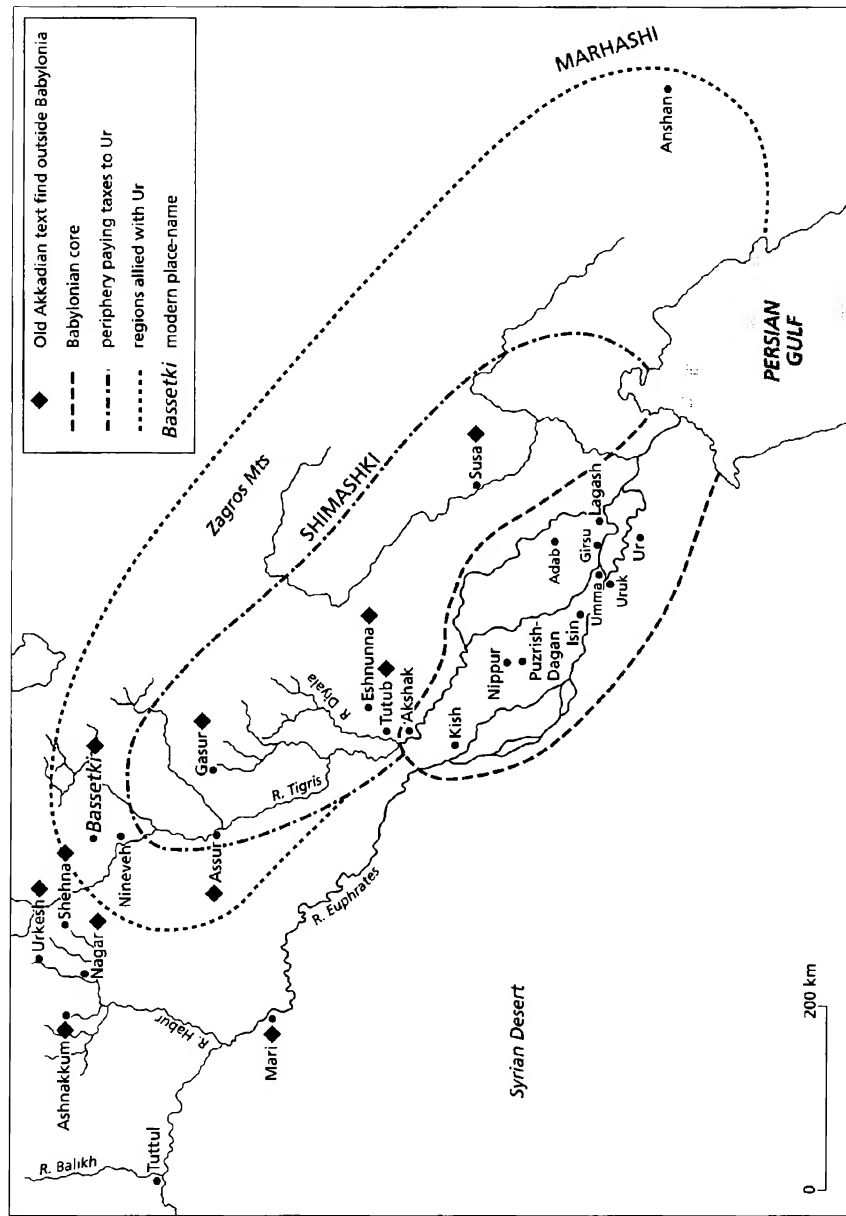 Old Akkadian text find outside Babylonia
Babylonian core
periphery paying taxes to Ur
regions allied with Ur
Bassetki modern place-name
MARHASHI
Anshan
Zagros Mts
SHIMASHKI
PERSIAN
GULF
Susa
Urkesh
Shehna
Bassetki
Nagar
Nineveh
Ashnakkum
Gasur
Assur
R. Tigris
R Diyala
Eshnunna
Tutub
Akshak
R. Habur
R. Balikh
Tuttul
Mari
R. Euphrates
Kish
Nippur
Puzrish-
Dagan
Isin
Adab
Umma
Girsu
Lagash
Uruk
Ur
Syrian Desert
0 200 km